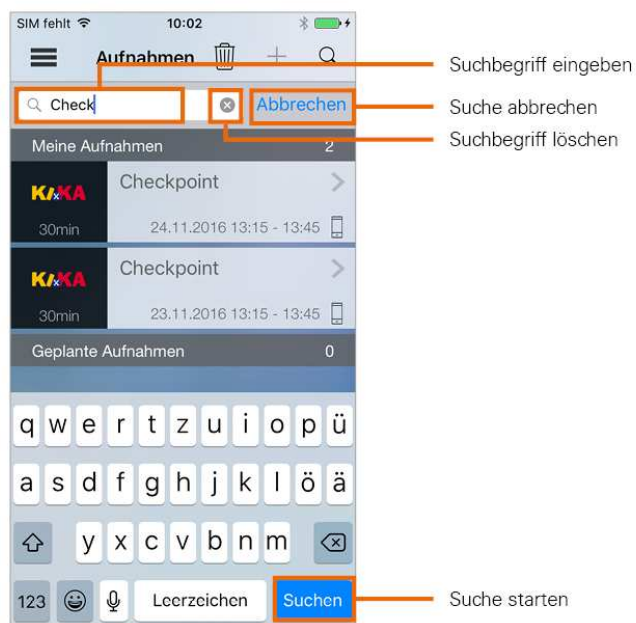 SIM fehlt 10:02
Aufnahmen
Suchbegriff eingeben
Check Abbrechen
Suche abbrechen
Suchbegriff löschen
Meine Aufnahmen 2
KiKA
Checkpoint
30min
24.11.2016 13:15 - 13:45
KiKA
Checkpoint
30min
23.11.2016 13:15 - 13:45
Geplante Aufnahmen 0
q w e r t z u i o p ü
a s d f g h j k l ö ä
y x c v b n m
123 Leerzeichen Suchen
Suche starten